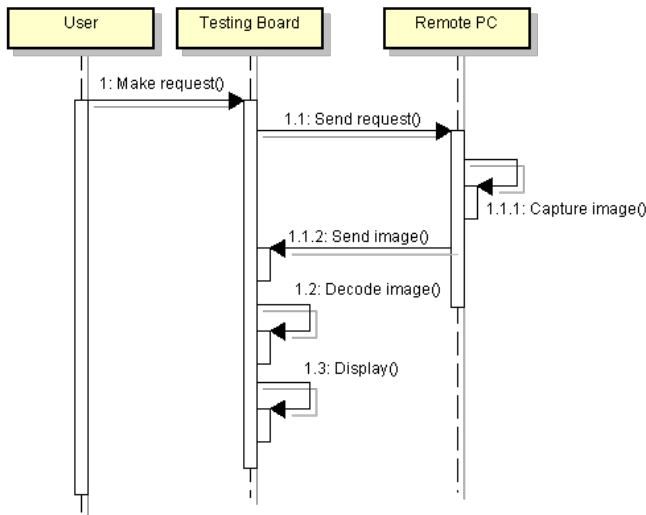 User
Testing Board
Remote PC
1: Make request()
1.1: Send request()
1.1.1: Capture image()
1.1.2: Send image()
1.2: Decode image()
1.3: Display()